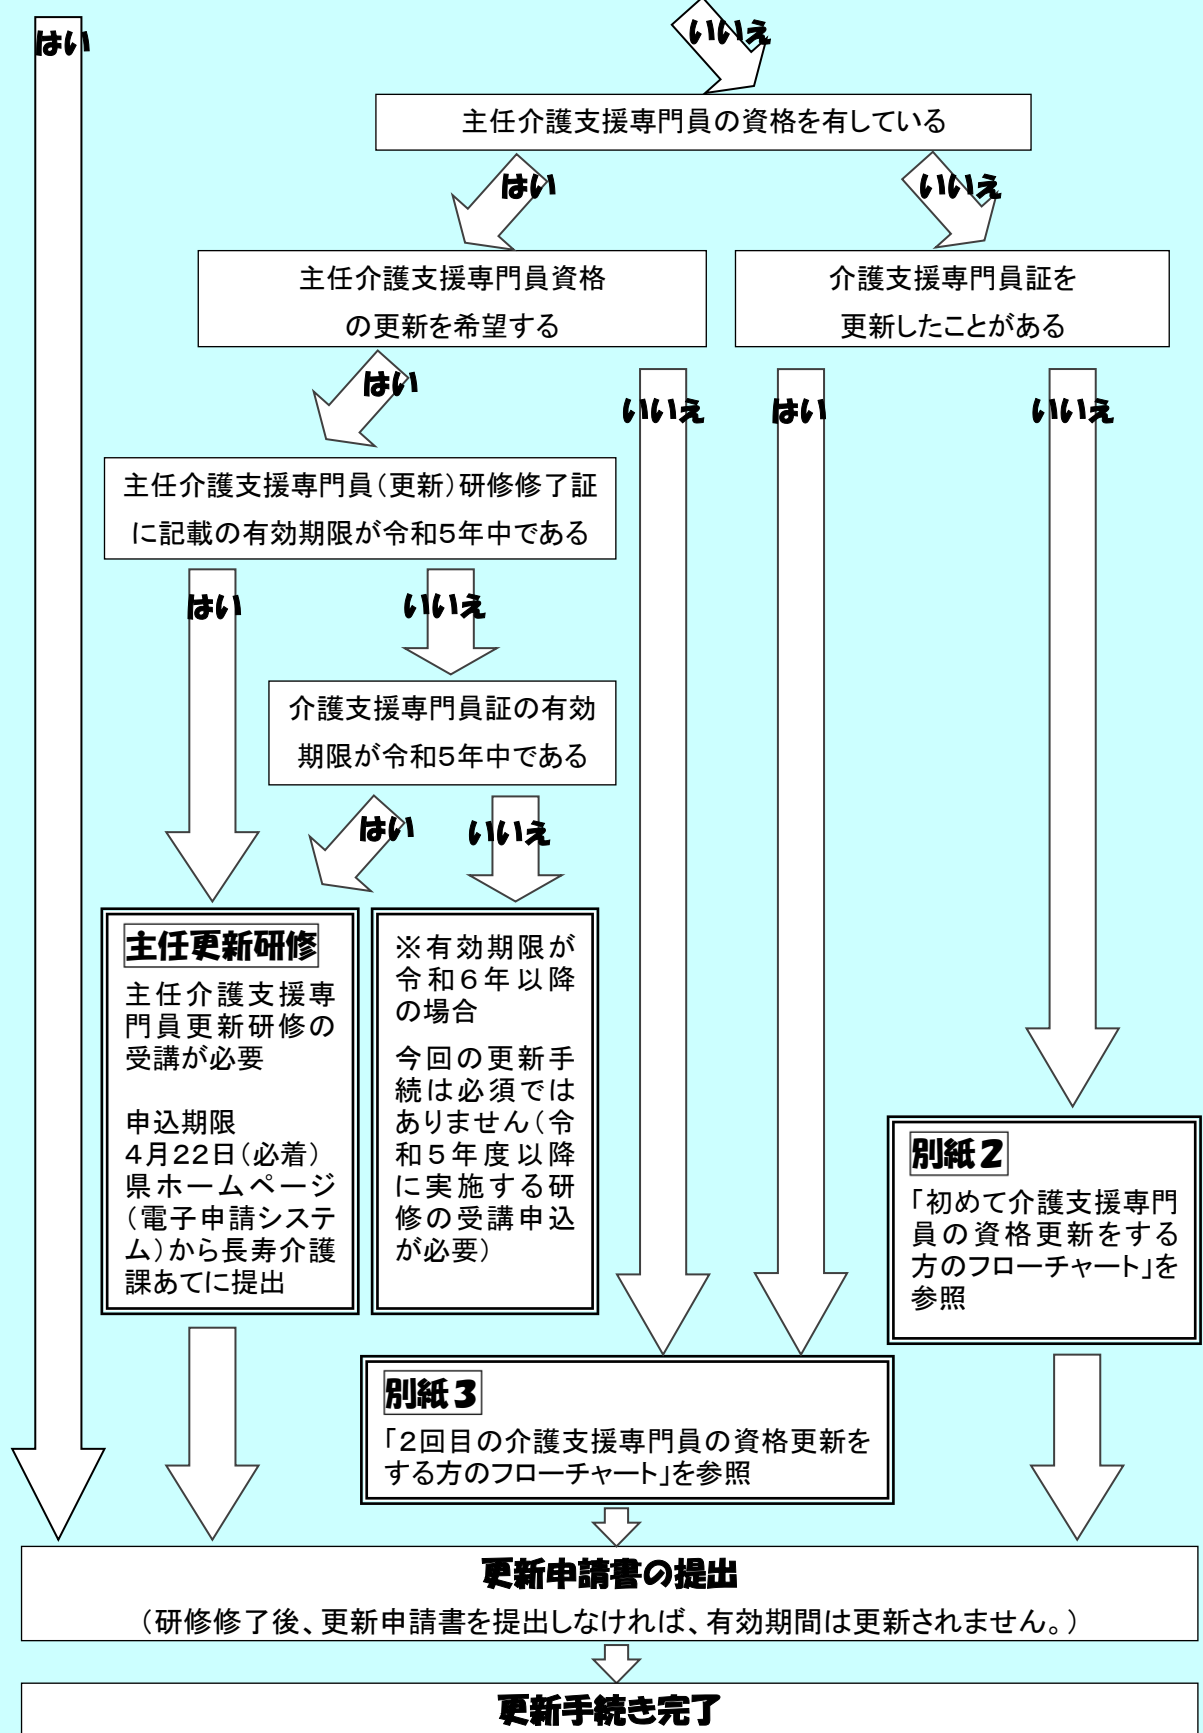 はい
いいえ
主任介護支援専門員の資格を有している
はい
いいえ
主任介護支援専門員資格
の更新を希望する
介護支援専門員証を
更新したことがある
はい
いいえ
はい
いいえ
主任介護支援専門員（更新）研修修了証
に記載の有効期限が令和５年中である
はい
いいえ
介護支援専門員証の有効
期限が令和５年中である
はい
いいえ
主任更新研修
主任介護支援専
門員更新研修の
受講が必要
申込期限
４月２２日（必着）
県ホームページ
（電子申請システ
ム）から長寿介護
課あてに提出
※有効期限が
令和６年以降
の場合
今回の更新手
続は必須では
ありません（令
和５年度以降
に実施する研
修の受講申込
が必要）
別紙２
「初めて介護支援専門
員の資格更新をする
方のフローチャート」を
参照
別紙３
「２回目の介護支援専門員の資格更新を
する方のフローチャート」を参照
更新申請書の提出
（研修修了後、更新申請書を提出しなければ、有効期間は更新されません。）
更新手続き完了